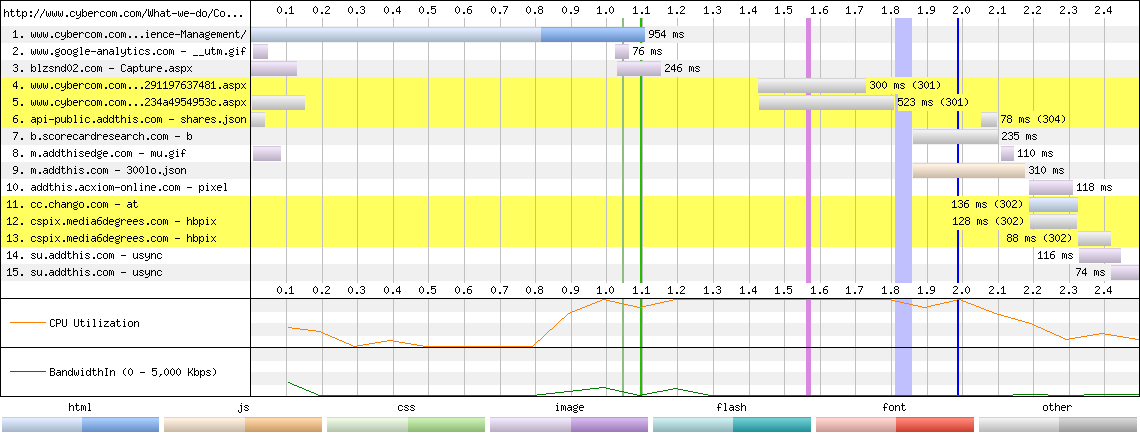 http://www.cybercom.com/What-we-do/Co...
0.1 0.2 0.3 0.4 0.5 0.6 0.7 0.8 0.9 1.0 1.1 1.2 1.3 1.4 1.5 1.6 1.7 1.8 1.9 2.0 2.1 2.2 2.3 2.4
1. www.cybercom.com...ience-Management/ 954 ms
2. www.google-analytics.com - __utm.gif 76 ms
3. blzsnd02.com - Capture.aspx 246 ms
4. www.cybercom.com...291197637481.aspx 300 ms (301)
5. www.cybercom.com...234a4954953c.aspx 523 ms (301)
6. api-public.addthis.com - shares.json 78 ms (304)
7. b.scorecardresearch.com - b 235 ms
8. m.addthisedge.com - mu.gif 110 ms
9. m.addthis.com - 300lo.json 310 ms
10. addthis.acxiom-online.com - pixel 118 ms
11. cc.chango.com - at 136 ms (302)
12. cspix.media6degrees.com - hbpix 128 ms (302)
13. cspix.media6degrees.com - hbpix 88 ms (302)
14. su.addthis.com - usync 116 ms
15. su.addthis.com - usync 74 ms
0.1 0.2 0.3 0.4 0.5 0.6 0.7 0.8 0.9 1.0 1.1 1.2 1.3 1.4 1.5 1.6 1.7 1.8 1.9 2.0 2.1 2.2 2.3 2.4
CPU Utilization
BandwidthIn (0 - 5,000 Kbps)
html js css image flash font other